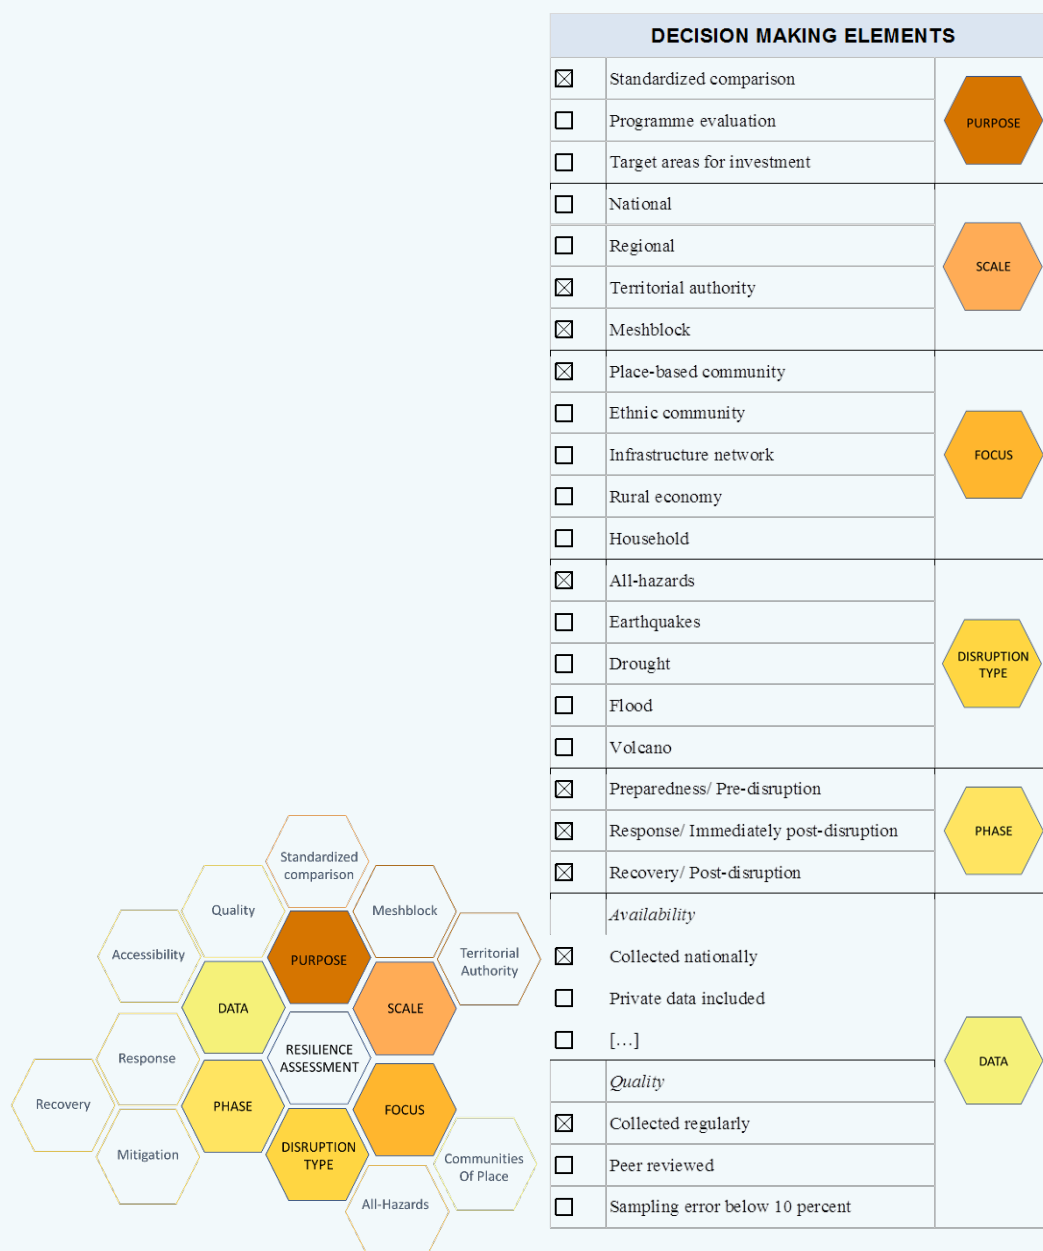 DECISION MAKING ELEMENTS
Standardized comparison
Programme evaluation
Target areas for investment
PURPOSE
National
Regional
Territorial authority
Meshblock
SCALE
Place-based community
Ethnic community
Infrastructure network
Rural economy
Household
FOCUS
All-hazards
Earthquakes
Drought
Flood
Volcano
DISRUPTION
TYPE
Preparedness/ Pre-disruption
Response/ Immediately post-disruption
Recovery/ Post-disruption
PHASE
Availability
Collected nationally
Private data included
[...]
Quality
Collected regularly
Peer reviewed
Sampling error below 10 percent
DATA
Standardized
comparison
Quality
Meshblock
Accessibility
PURPOSE
Territorial
Authority
DATA
SCALE
Response
RESILIENCE
ASSESSMENT
Recovery
PHASE
FOCUS
Mitigation
DISRUPTION
TYPE
Communities
Of Place
All-Hazards